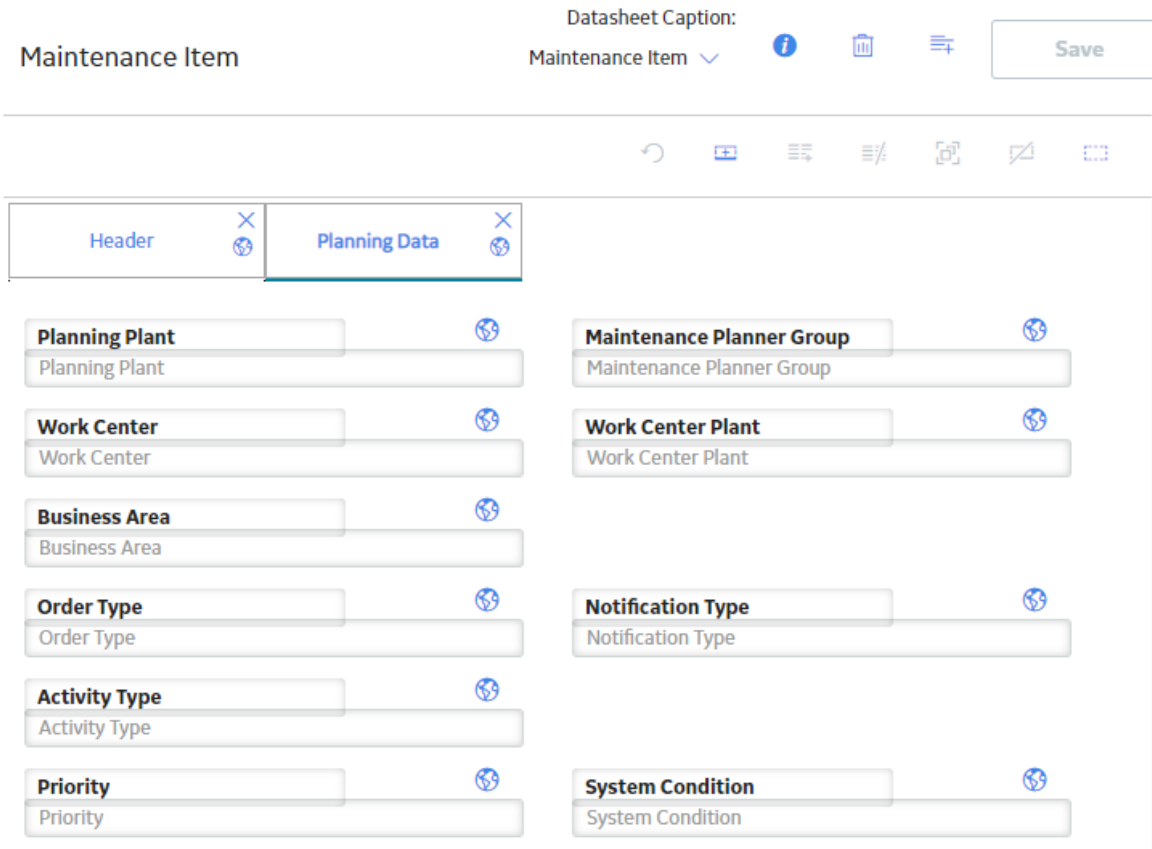 Datasheet Caption:
Maintenance Item
Maintenance Item
Save
Header
Planning Data
Planning Plant
Maintenance Planner Group
Planning Plant
Maintenance Planner Group
Work Center
Work Center Plant
Work Center
Work Center Plant
Business Area
Business Area
Order Type
Notification Type
Order Type
Notification Type
Activity Type
Activity Type
Priority
System Condition
Priority
System Condition